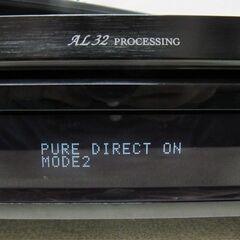 AL32 PROCESSING
PURE DIRECT ON
MODE2